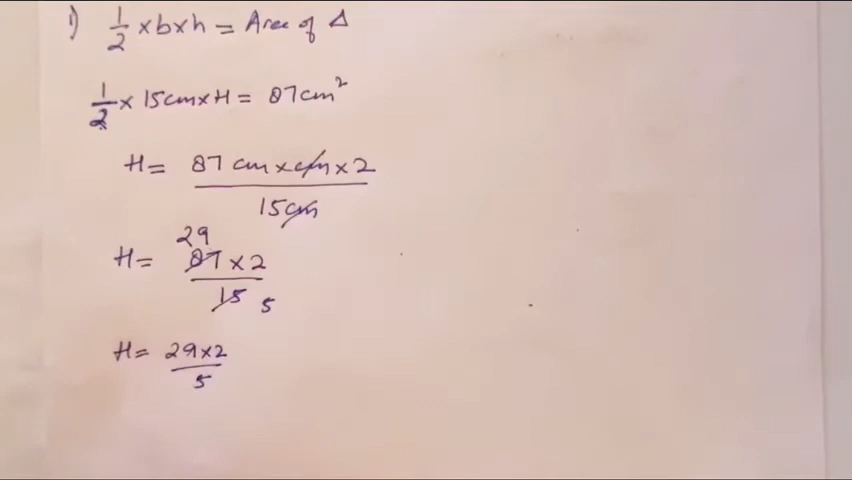 1) 1/2 × b × h = Area of Δ
1/2 × 15cm × H = 87cm²
H = 87 cm × cm × 2 / 15cm
29
H = 87 × 2 / 15 5
H = 29 × 2 / 5